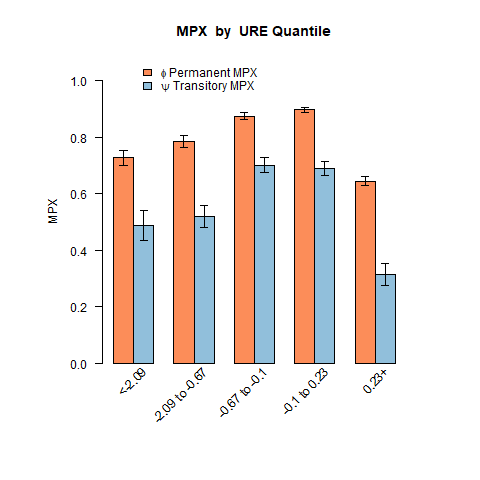 MPX by URE Quantile
ϕ Permanent MPX
ψ Transitory MPX
MPX
1.0
0.8
0.6
0.4
0.2
0.0
<-2.09
-2.09 to -0.67
-0.67 to -0.1
-0.1 to 0.23
0.23+